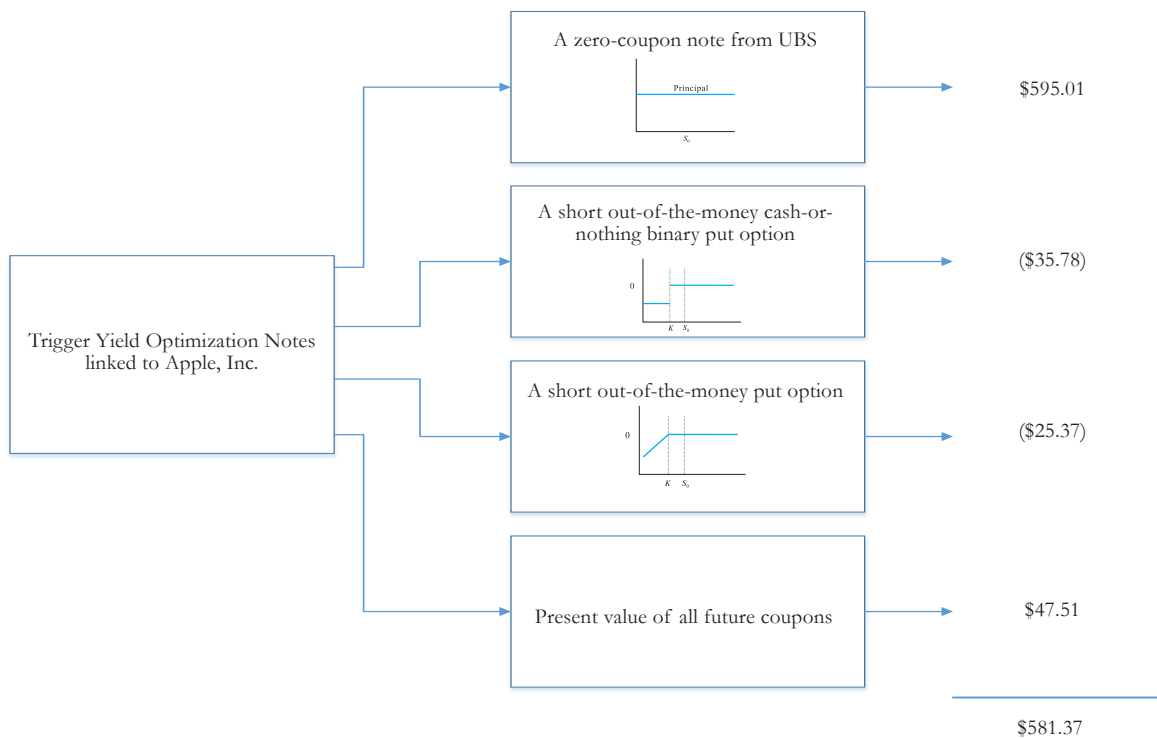 A zero-coupon note from UBS
Principal
S₀
$595.01
A short out-of-the-money cash-or-
nothing binary put option
0
K S₀
($35.78)
Trigger Yield Optimization Notes
linked to Apple, Inc.
A short out-of-the-money put option
0
K S₀
($25.37)
Present value of all future coupons
$47.51
$581.37